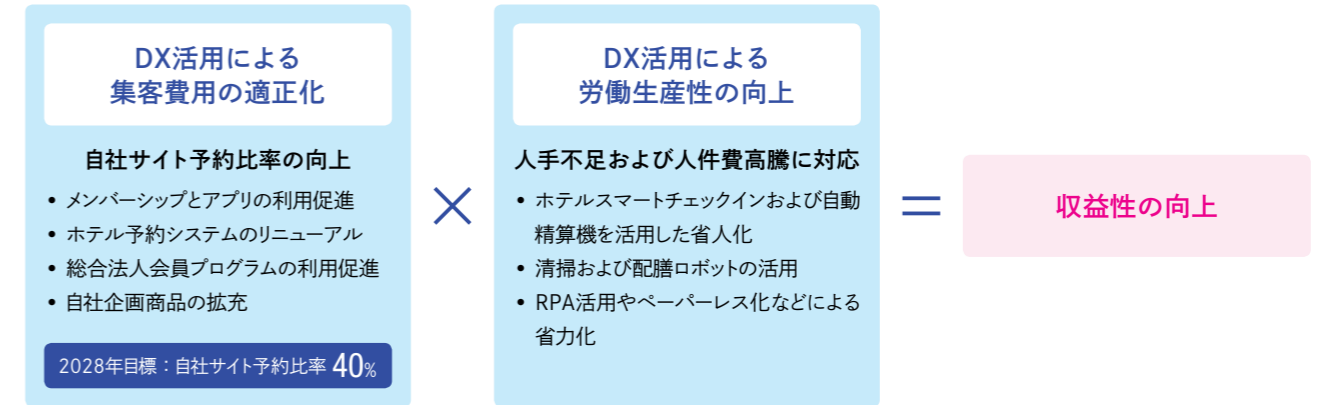 DX活用による
集客費用の適正化
自社サイト予約比率の向上
• メンバーシップとアプリの利用促進
• ホテル予約システムのリニューアル
• 総合法人会員プログラムの利用促進
• 自社企画商品の拡充
2028年目標：自社サイト予約比率 40%
×
DX活用による
労働生産性の向上
人手不足および人件費高騰に対応
• ホテルスマートチェックインおよび自動
精算機を活用した省人化
• 清掃および配膳ロボットの活用
• RPA活用やペーパーレス化などによる
省力化
=
収益性の向上